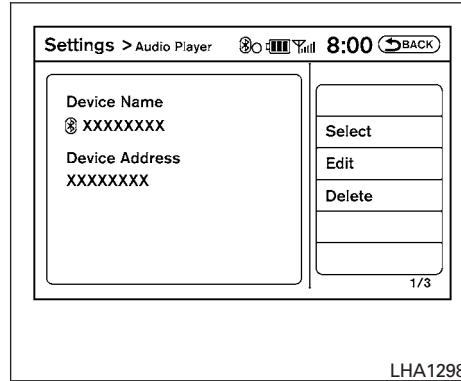 Settings > Audio Player 8:00 BACK
Device Name
XXXXXXXX
Device Address
XXXXXXXX
Select
Edit
Delete
1/3
LHA1298